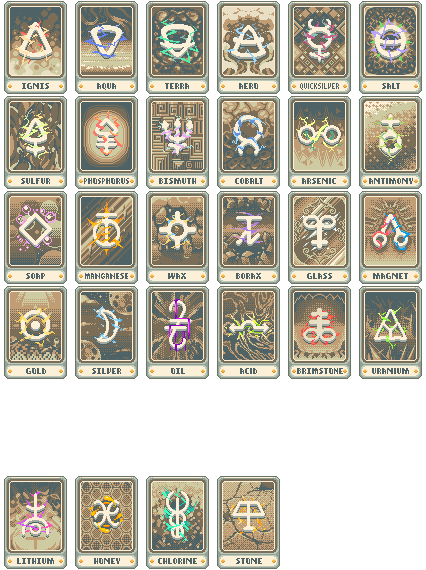 IGNIS AQUA TERRA AERO QUICKSILVER SALT
SULFUR PHOSPHORUS BISMUTH COBALT ARSENIC ANTIMONY
SOAP MANGANESE WAX BORAX GLASS MAGNET
GOLD SILVER OIL ACID BRIMSTONE URANIUM
LITHIUM HONEY CHLORINE STONE